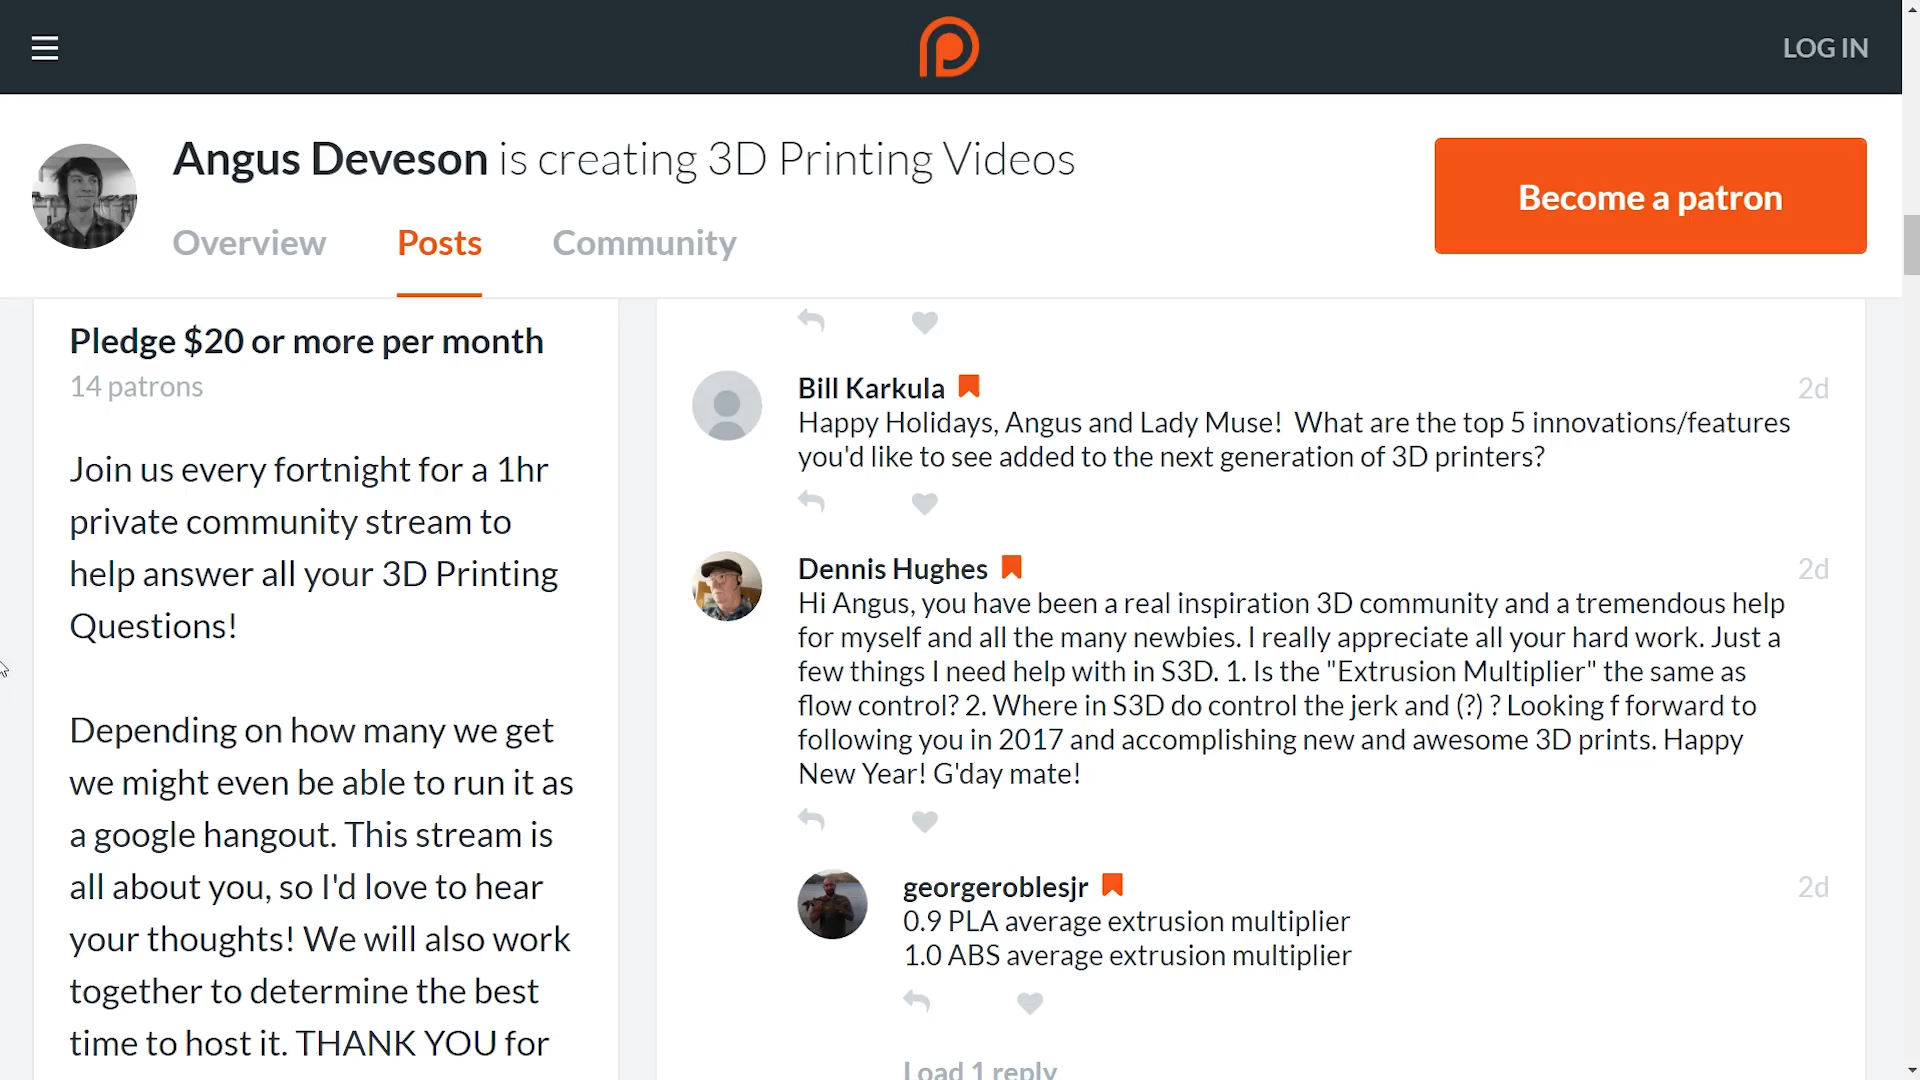 LOG IN
Angus Deveson is creating 3D Printing Videos
Become a patron
Overview Posts Community
Pledge $20 or more per month
14 patrons
Join us every fortnight for a 1hr
private community stream to
help answer all your 3D Printing
Questions!
Depending on how many we get
we might even be able to run it as
a google hangout. This stream is
all about you, so I'd love to hear
your thoughts! We will also work
together to determine the best
time to host it. THANK YOU for
Bill Karkula 2d
Happy Holidays, Angus and Lady Muse! What are the top 5 innovations/features
you'd like to see added to the next generation of 3D printers?
Dennis Hughes 2d
Hi Angus, you have been a real inspiration 3D community and a tremendous help
for myself and all the many newbies. I really appreciate all your hard work. Just a
few things I need help with in S3D. 1. Is the "Extrusion Multiplier" the same as
flow control? 2. Where in S3D do control the jerk and (?) ? Looking f forward to
following you in 2017 and accomplishing new and awesome 3D prints. Happy
New Year! G'day mate!
georgeroblesjr 2d
0.9 PLA average extrusion multiplier
1.0 ABS average extrusion multiplier
Load 1 reply